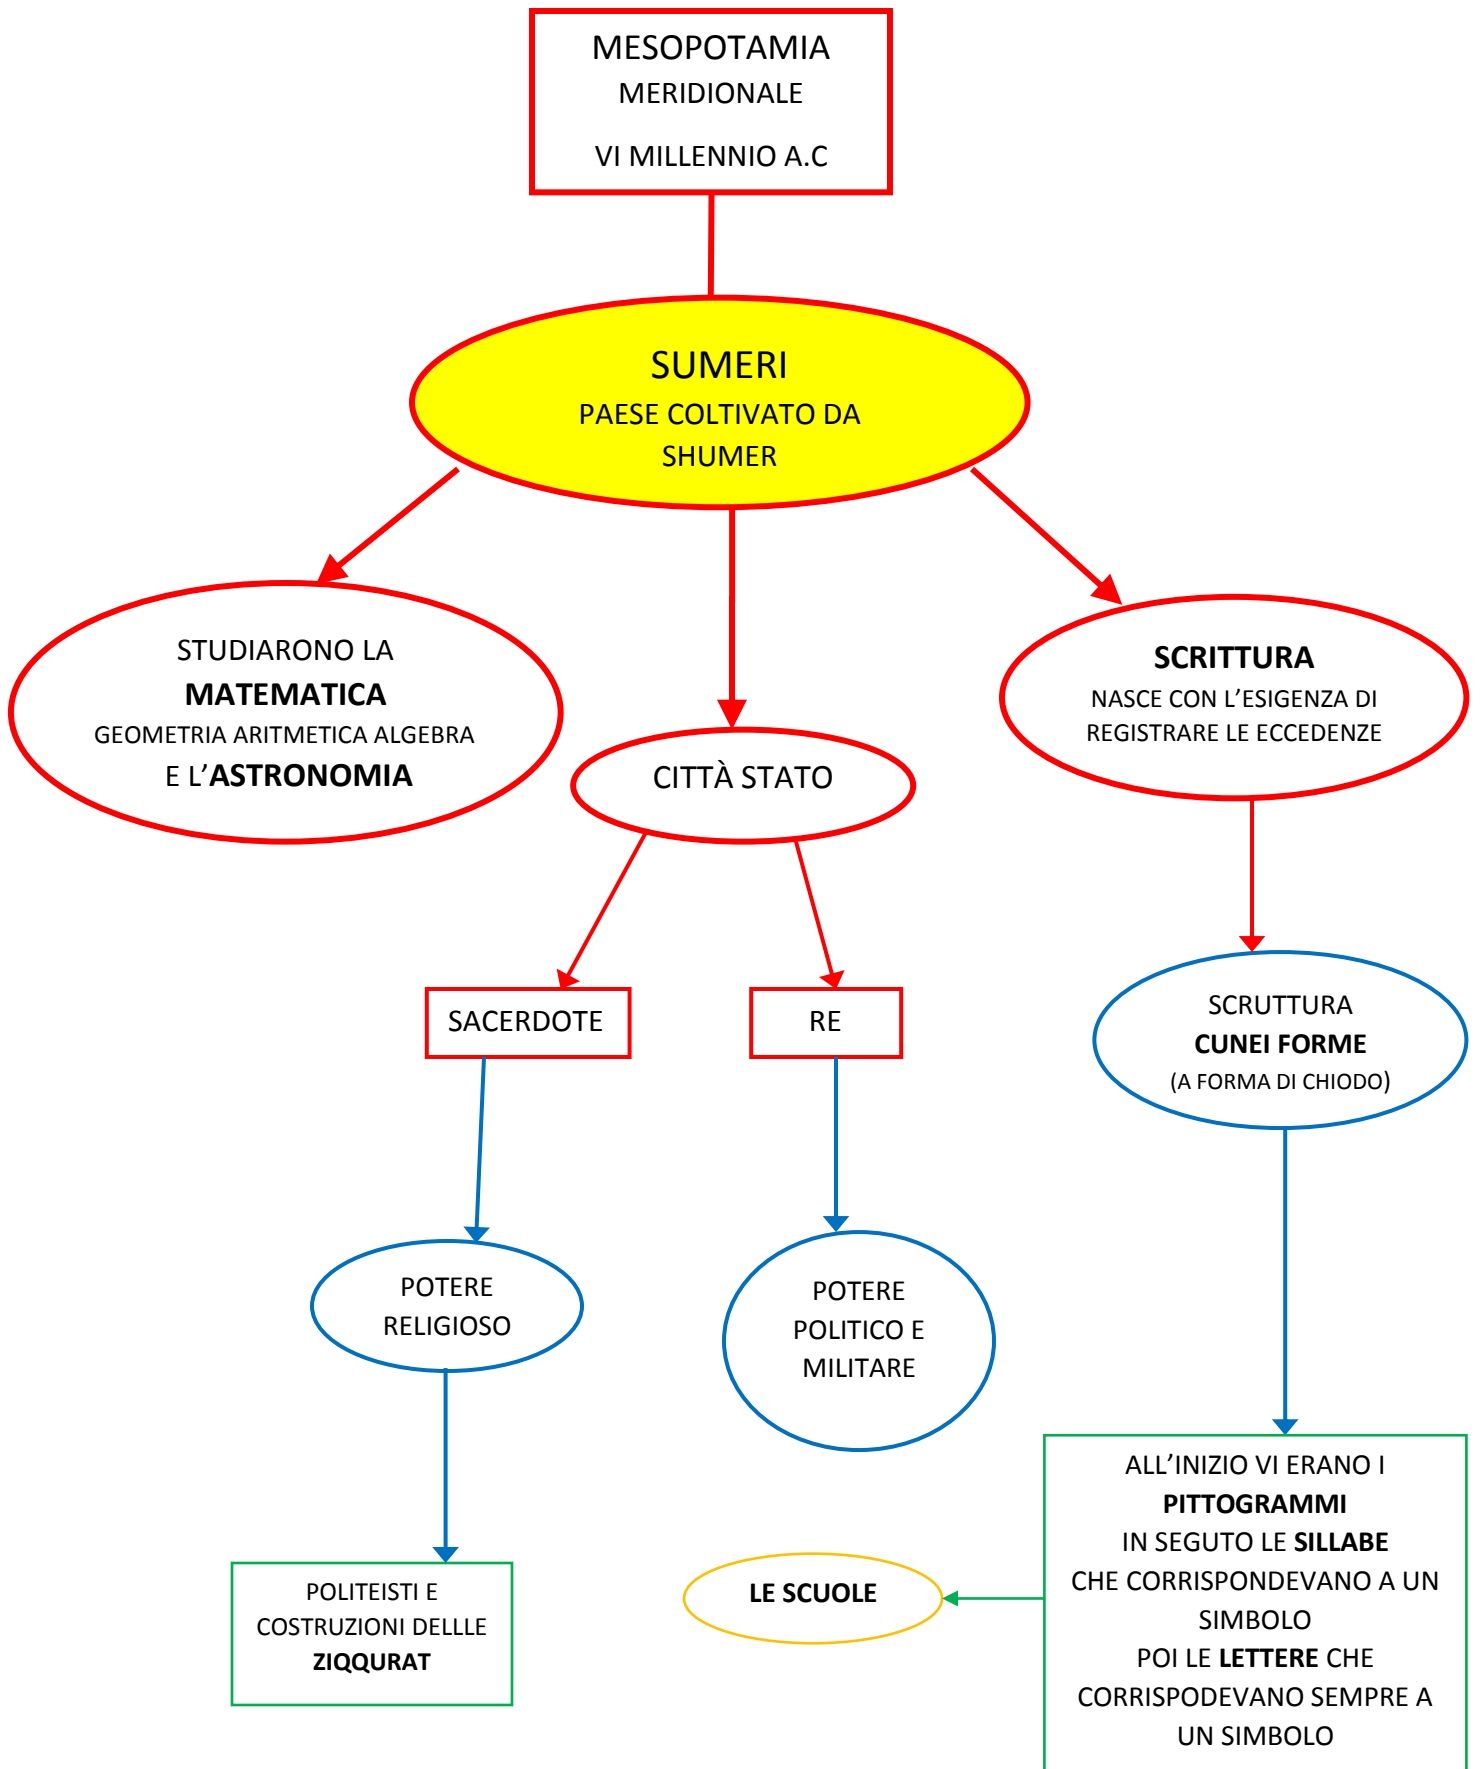 MESOPOTAMIA
MERIDIONALE
VI MILLENNIO A.C
SUMERI
PAESE COLTIVATO DA
SHUMER
STUDIARONO LA
MATEMATICA
GEOMETRIA ARITMETICA ALGEBRA
E L’ASTRONOMIA
CITTÀ STATO
SCRITTURA
NASCE CON L’ESIGENZA DI
REGISTRARE LE ECCEDENZE
SACERDOTE
RE
SCRUTTURA
CUNEI FORME
(A FORMA DI CHIODO)
POTERE
RELIGIOSO
POTERE
POLITICO E
MILITARE
POLITEISTI E
COSTRUZIONI DELLLE
ZIQQURAT
LE SCUOLE
ALL’INIZIO VI ERANO I
PITTOGRAMMI
IN SEGUTO LE SILLABE
CHE CORRISPONDEVANO A UN
SIMBOLO
POI LE LETTERE CHE
CORRISPODEVANO SEMPRE A
UN SIMBOLO